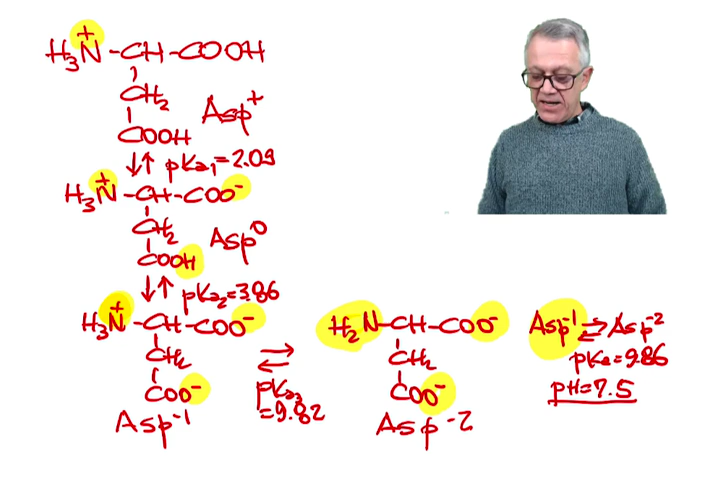 H₃N⁺-CH-COOH
CH₂
COOH
Asp⁺
↓↑ pKa₁=2.09
H₃N⁺-CH-COO⁻
CH₂
COOH
Asp⁰
↓↑ pKa₂=3.86
H₃N⁺-CH-COO⁻
CH₂
COO⁻
Asp⁻¹
⇌
pKa₃
=9.82
H₂N-CH-COO⁻
CH₂
COO⁻
Asp⁻²
Asp⁻¹⇌Asp⁻²
pKa=9.86
pH=7.5